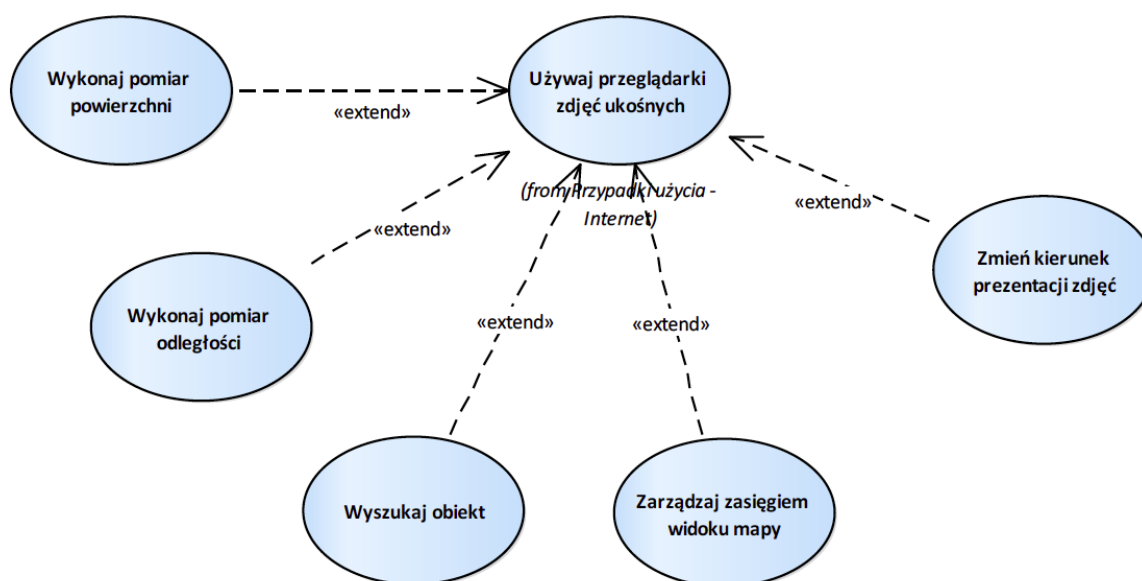 Wykonaj pomiar
powierzchni
«extend»
Używaj przeglądarki
zdjęć ukośnych
(from Przypadki użycia -
Internet)
«extend»
«extend»
Zmień kierunek
prezentacji zdjęć
Wykonaj pomiar
odległości
«extend»
«extend»
Wyszukaj obiekt
Zarządzaj zasięgiem
widoku mapy